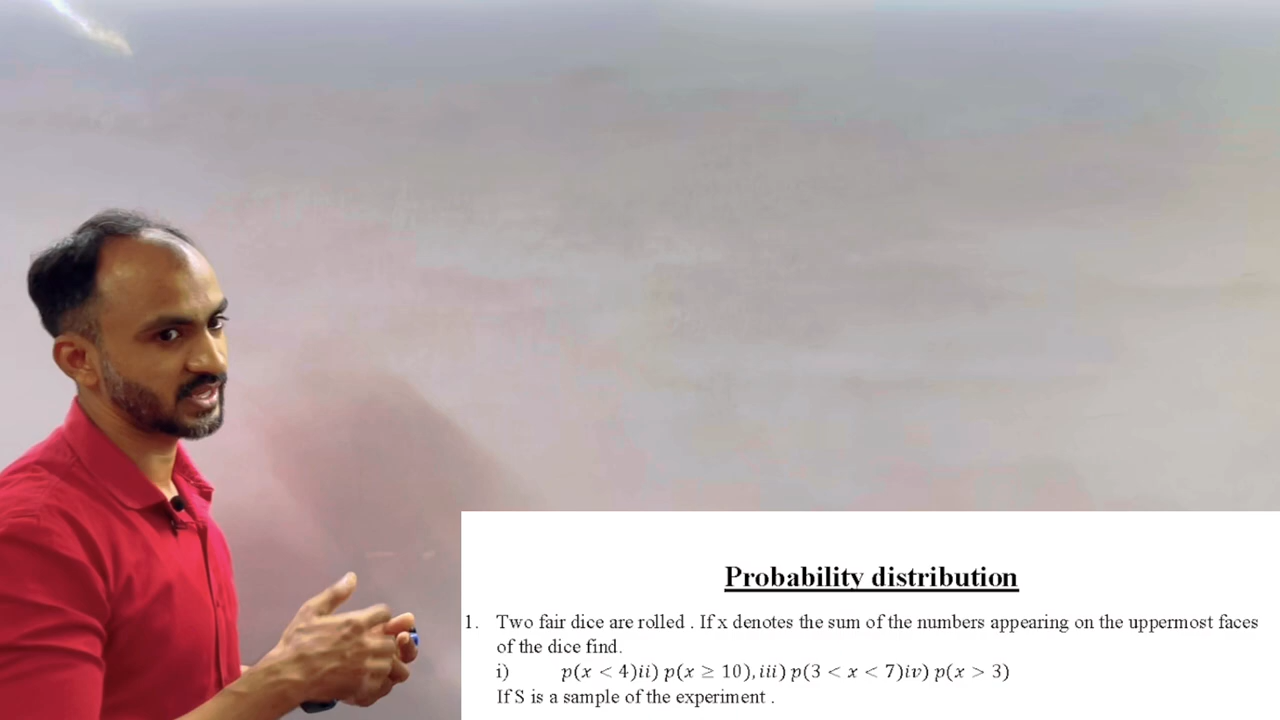 Probability distribution
1. Two fair dice are rolled . If x denotes the sum of the numbers appearing on the uppermost faces
of the dice find.
i) p(x < 4)ii) p(x ≥ 10), iii) p(3 < x < 7)iv) p(x > 3)
If S is a sample of the experiment .